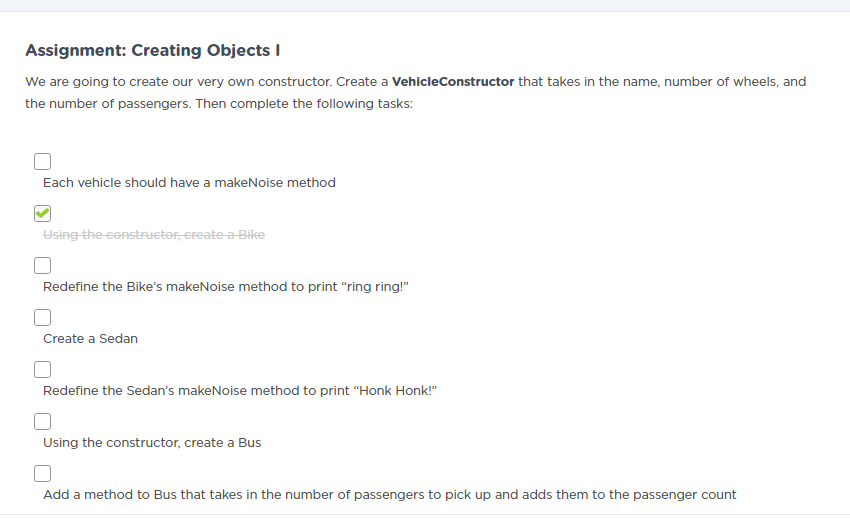 Assignment: Creating Objects I
We are going to create our very own constructor. Create a VehicleConstructor that takes in the name, number of wheels, and
the number of passengers. Then complete the following tasks:
Each vehicle should have a makeNoise method
Using the constructor, create a Bike
Redefine the Bike’s makeNoise method to print “ring ring!”
Create a Sedan
Redefine the Sedan’s makeNoise method to print “Honk Honk!”
Using the constructor, create a Bus
Add a method to Bus that takes in the number of passengers to pick up and adds them to the passenger count